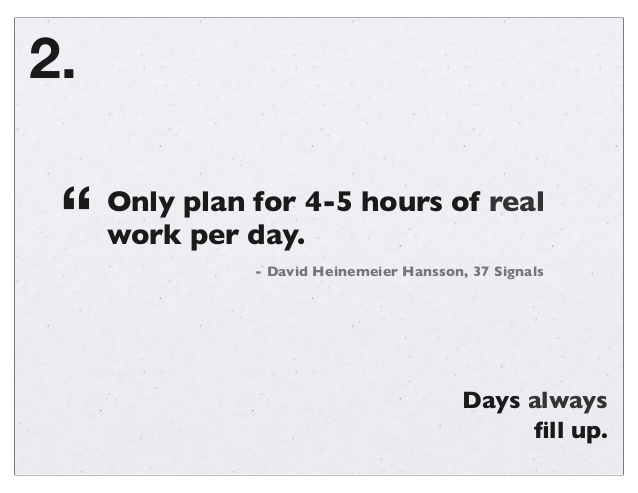 2.
“ Only plan for 4-5 hours of real
work per day.
- David Heinemeier Hansson, 37 Signals
Days always
fill up.